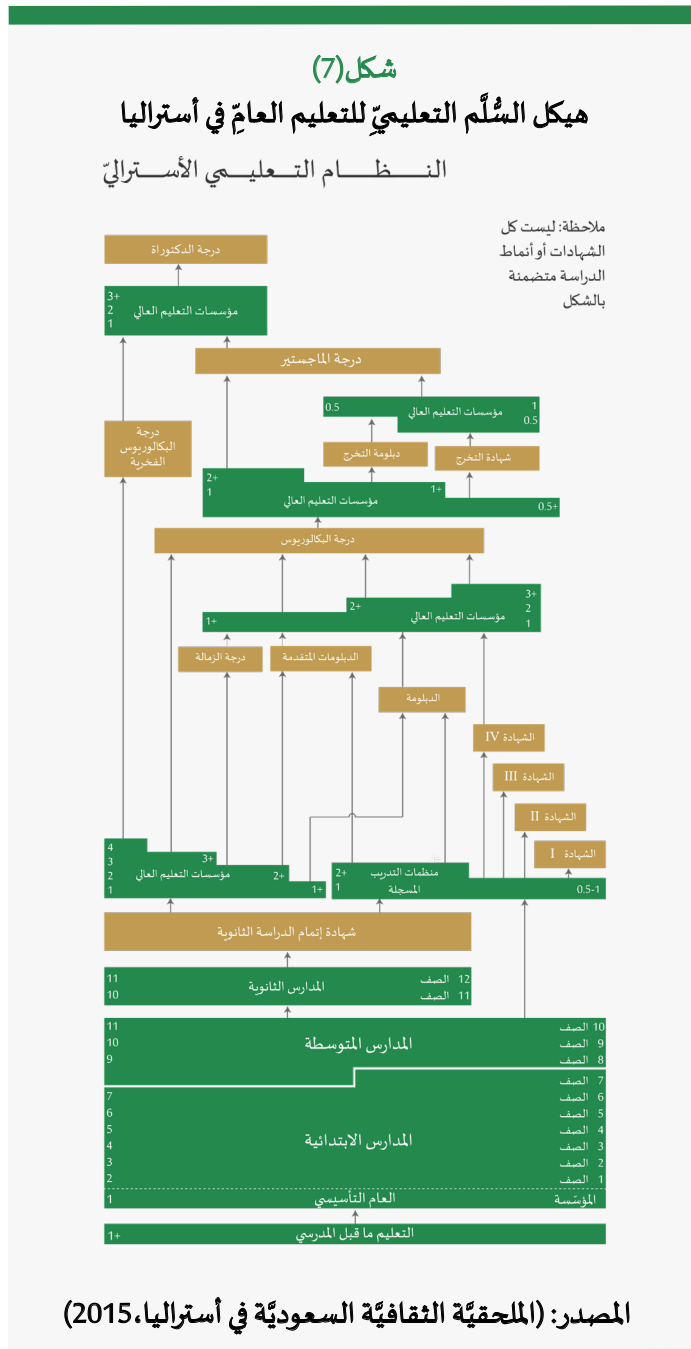 شكل(7)
هيكل السُّلَّم التعليميِّ للتعليم العامِّ في أستراليا
النـــظـــام التــعليــمي الأســتراليّ
ملاحظة: ليست كل
الشهادات أو أنماط
الدراسة متضمنة
بالشكل
درجة الدكتوراة
3+
2
1
مؤسسات التعليم العالي
درجة الماجستير
1
0.5
مؤسسات التعليم العالي
0.5
درجة
البكالوريوس
الفخرية
دبلومة التخرج
شهادة التخرج
2+
1
مؤسسات التعليم العالي
1+
0.5+
درجة البكالوريوس
3+
2
1
مؤسسات التعليم العالي
2+
1+
الدبلومات المتقدمة
درجة الزمالة
الدبلومة
الشهادة IV
الشهادة III
الشهادة II
الشهادة I
4
3
2
1
مؤسسات التعليم العالي
3+
2+
1+
2+
1
منظمات التدريب
المسجلة
0.5-1
شهادة إتمام الدراسة الثانوية
12 الصف
11 الصف
المدارس الثانوية
11
10
10 الصف
9 الصف
8 الصف
المدارس المتوسطة
11
10
9
7 الصف
6 الصف
5 الصف
4 الصف
3 الصف
2 الصف
1 الصف
المدارس الابتدائية
7
6
5
4
3
2
المؤسّسة
العام التأسيسي
1
التعليم ما قبل المدرسي
1+
المصدر: (الملحقيَّة الثقافيَّة السعوديَّة في أستراليا،2015)